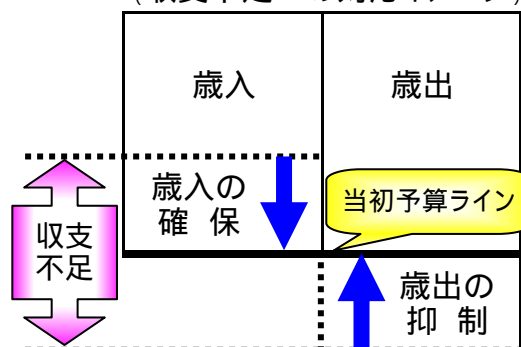 歳入
歳出
歳入の
確 保
当初予算ライン
収支
不足
歳出の
抑 制